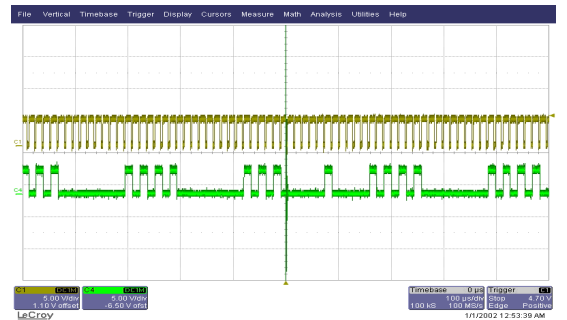 File Vertical Timebase Trigger Display Cursors Measure Math Analysis Utilities Help
C1
C4
C1 DC1M
5.00 V/div
1.10 V offset
C4 DC1M
5.00 V/div
-6.50 V ofst
Timebase 0 µs
100 µs/div
100 kS 100 MS/s
Trigger C1
Stop 4.70 V
Edge Positive
LeCroy
1/1/2002 12:53:39 AM